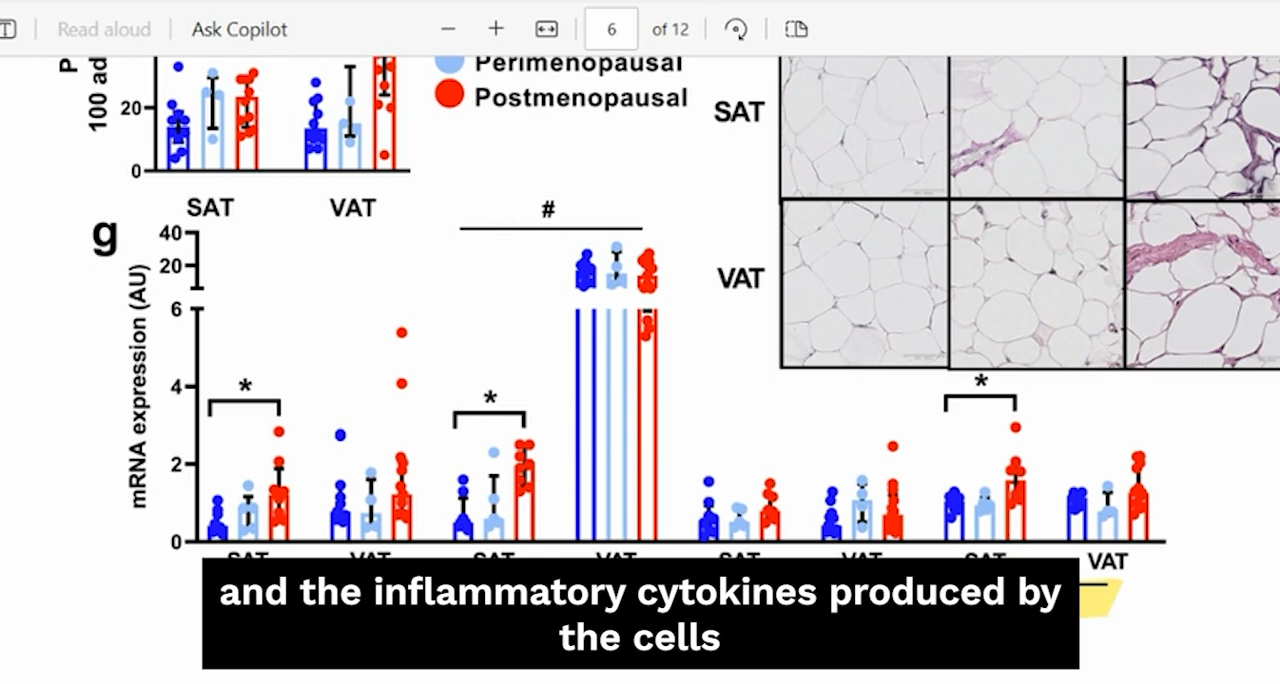 Read aloud Ask Copilot 6 of 12
P
100 ad
20
0
SAT VAT
Perimenopausal
Postmenopausal
SAT
VAT
g
mRNA expression (AU)
40
20
6
4
2
0
#
*
*
*
SAT VAT SAT VAT SAT VAT SAT VAT
and the inflammatory cytokines produced by
the cells